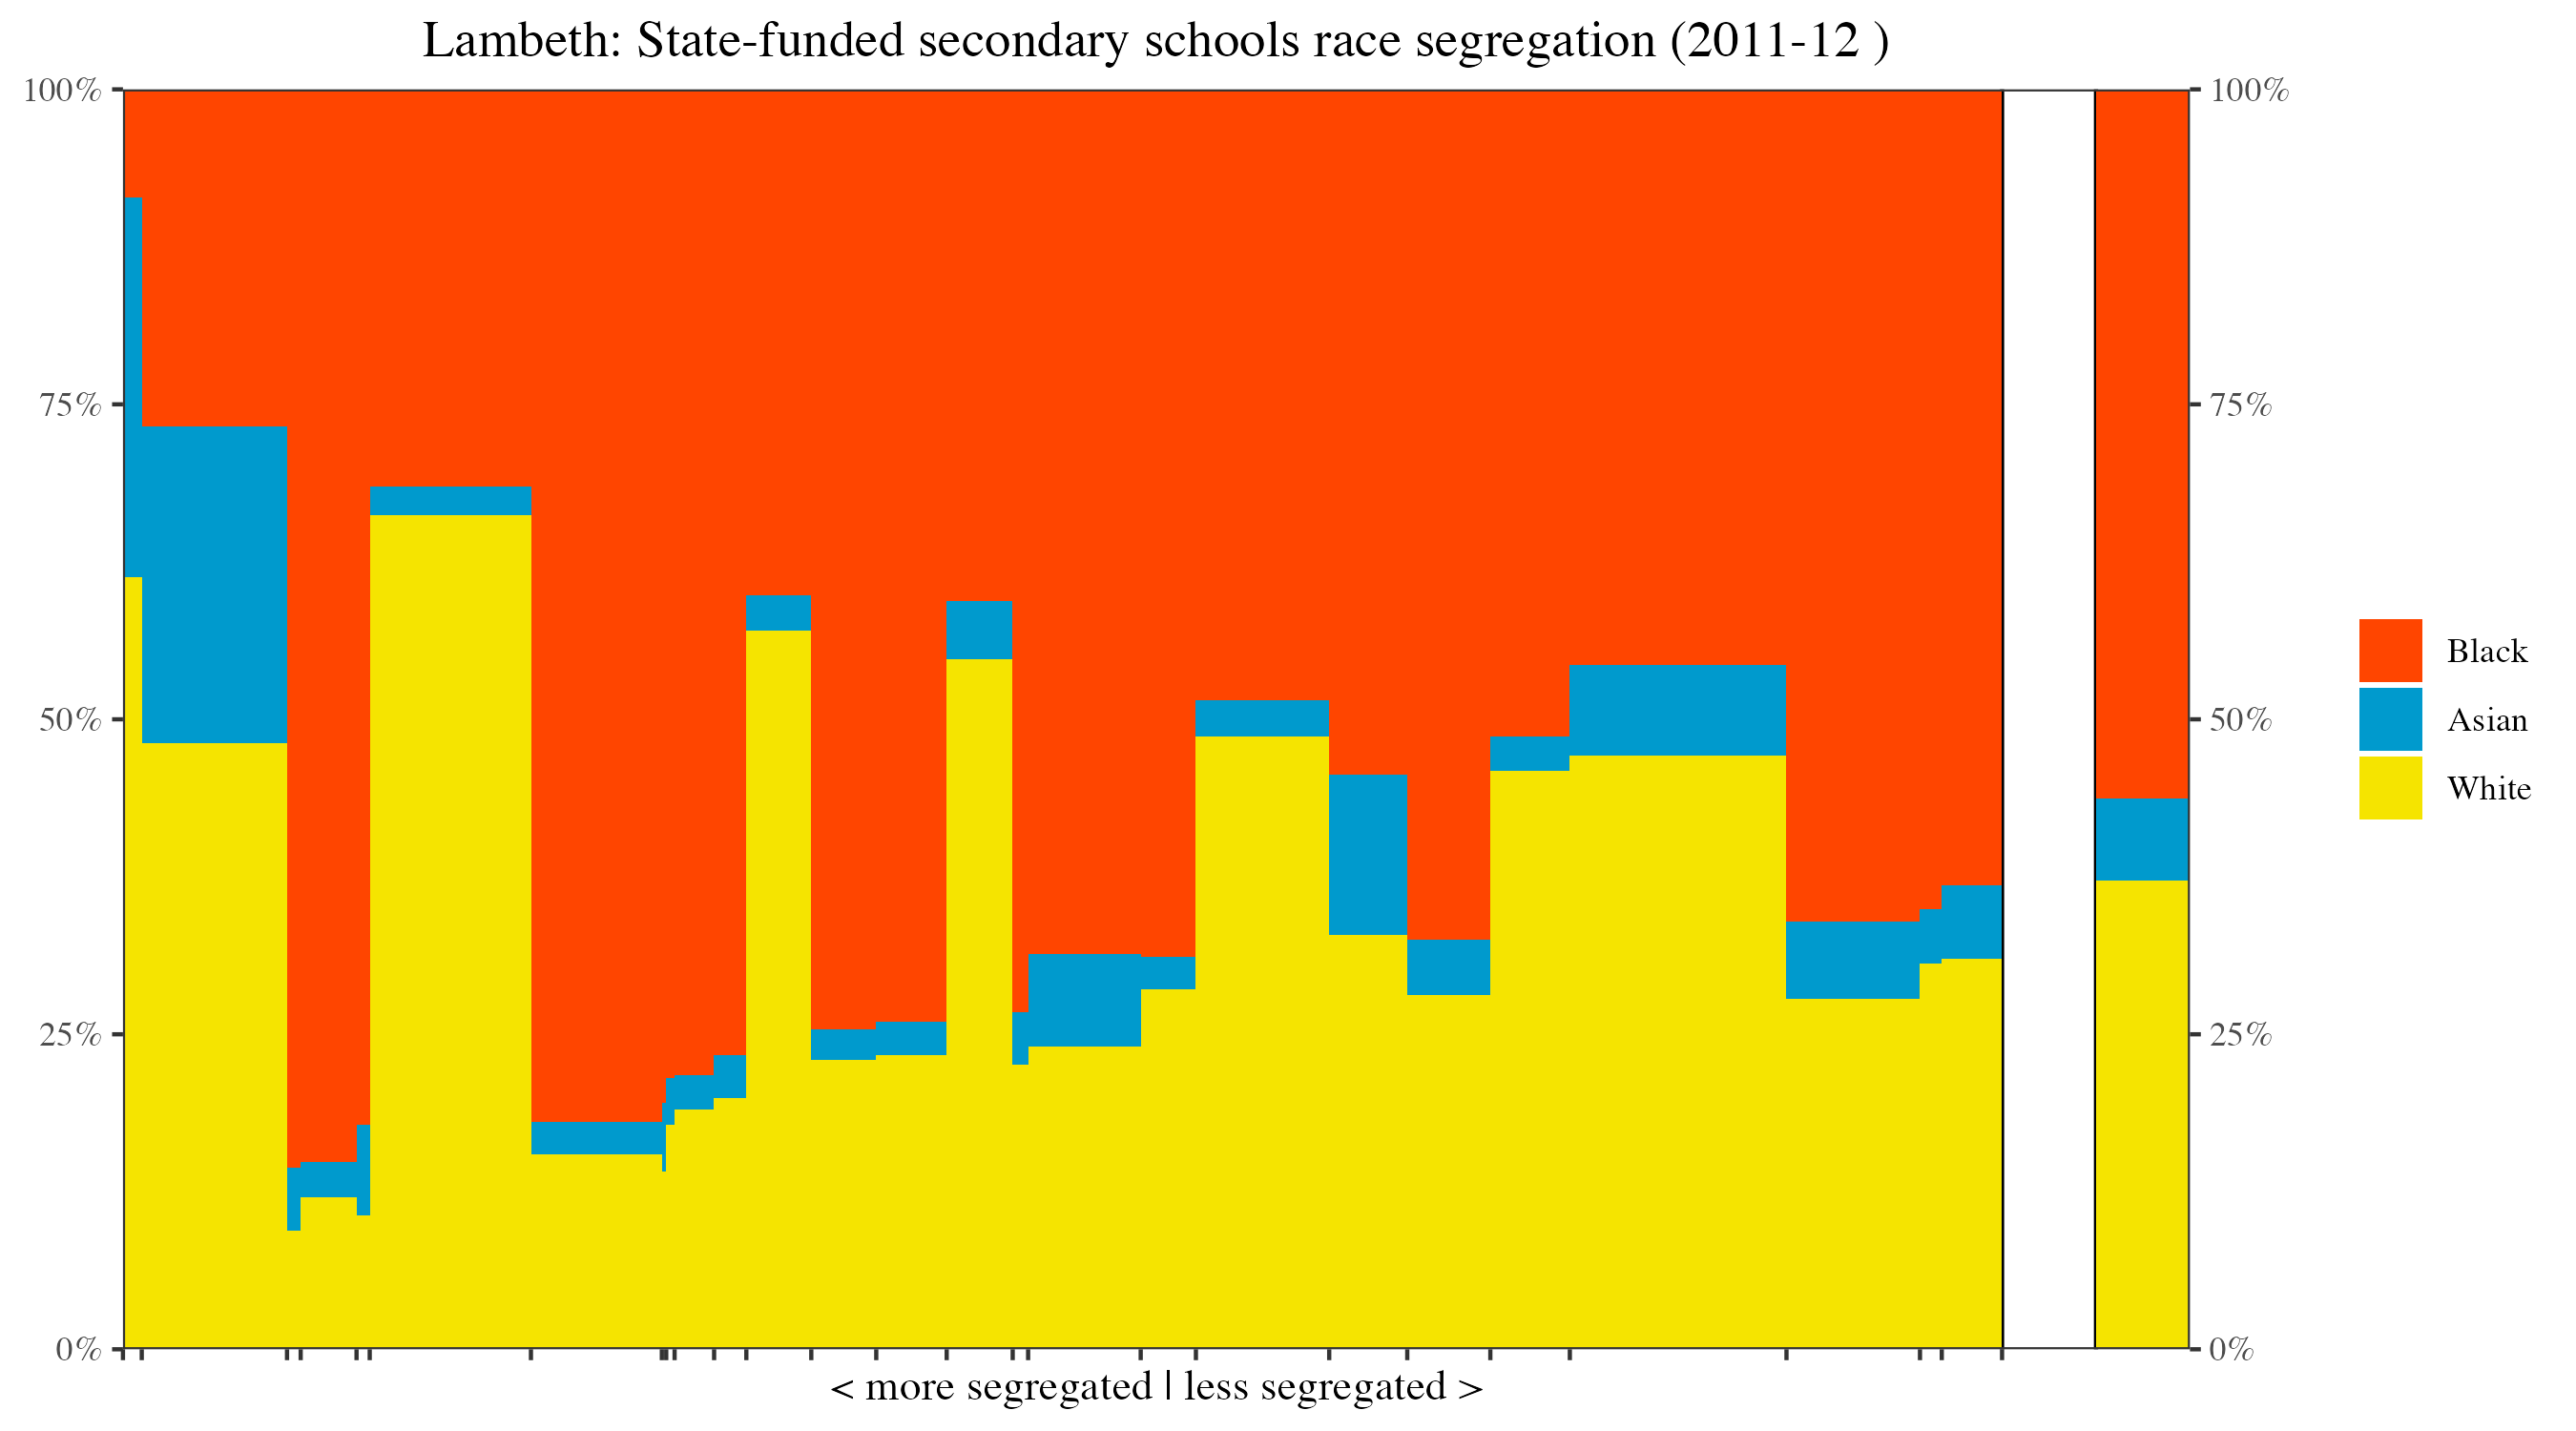 Lambeth: State-funded secondary schools race segregation (2011-12 )
100%
75%
50%
25%
0%
100%
75%
50%
25%
0%
Black
Asian
White
< more segregated | less segregated >